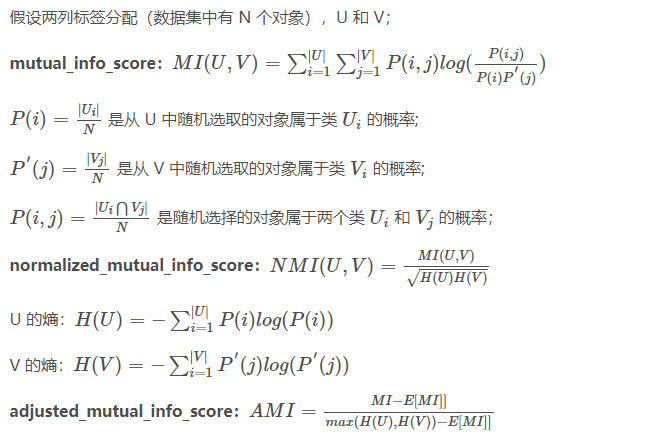 假设两列标签分配（数据集中有 N 个对象）, U 和 V；
mutual_info_score：$MI(U,V)=\sum_{i=1}^{|U|}\sum_{j=1}^{|V|}P(i,j)log(\frac{P(i,j)}{P(i)P'(j)})$
$P(i)=\frac{|U_i|}{N}$ 是从 U 中随机选取的对象属于类 $U_i$ 的概率;
$P'(j)=\frac{|V_j|}{N}$ 是从 V 中随机选取的对象属于类 $V_i$ 的概率;
$P(i,j)=\frac{|U_i\bigcap V_j|}{N}$ 是随机选择的对象属于两个类 $U_i$ 和 $V_j$ 的概率；
normalized_mutual_info_score：$NMI(U,V)=\frac{MI(U,V)}{\sqrt{H(U)H(V)}}$
U 的熵：$H(U)=-\sum_{i=1}^{|U|}P(i)log(P(i))$
V 的熵：$H(V)=-\sum_{i=1}^{|V|}P'(j)log(P'(j))$
adjusted_mutual_info_score：$AMI=\frac{MI-E[MI]]}{max(H(U),H(V))-E[MI]]}$